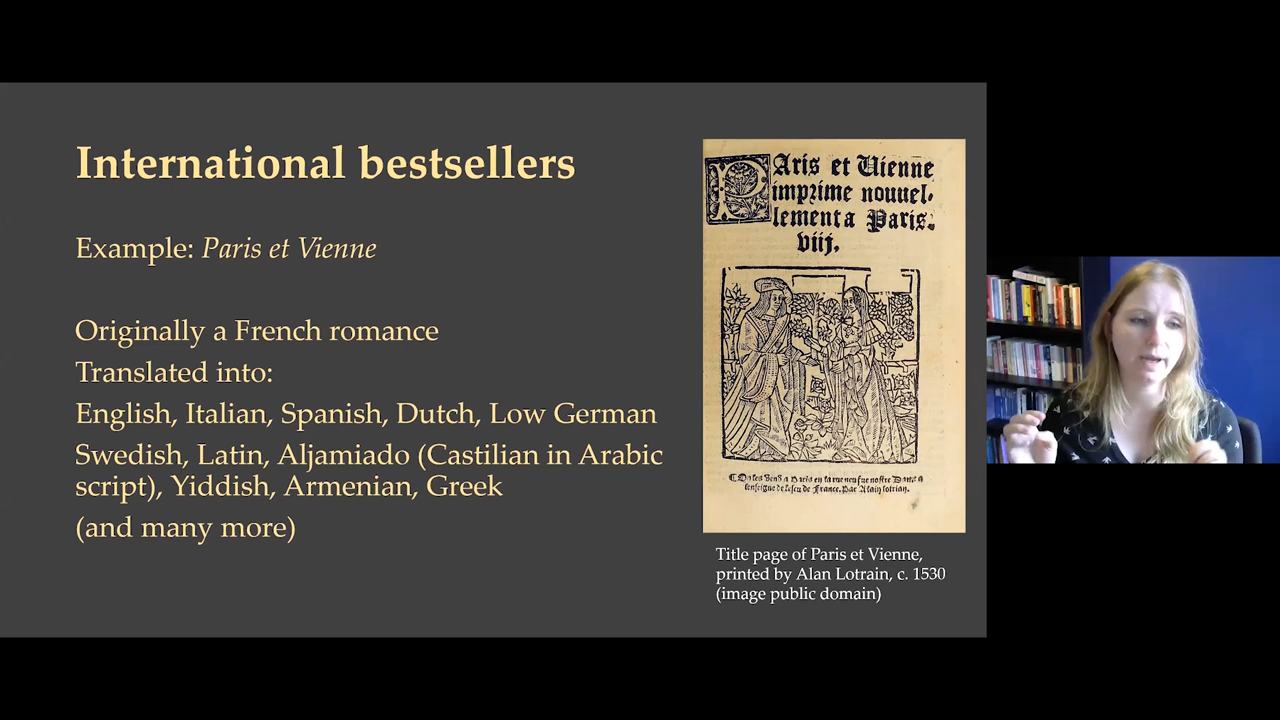 International bestsellers
Example: Paris et Vienne
Originally a French romance
Translated into:
English, Italian, Spanish, Dutch, Low German
Swedish, Latin, Aljamiado (Castilian in Arabic
script), Yiddish, Armenian, Greek
(and many more)
PAris et Uienne
imprime nouuel-
lement a Paris.
viij.
Title page of Paris et Vienne,
printed by Alan Lotrain, c. 1530
(image public domain)